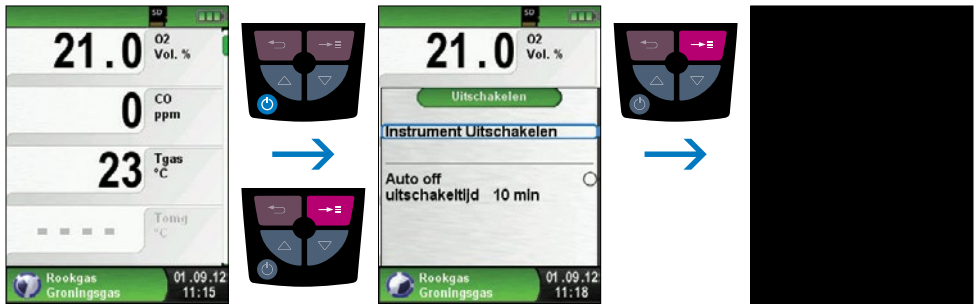 SD
21.0 O2
Vol. %
0 CO
ppm
23 Tgas
°C
- - - - Tomg
°C
Rookgas 01.09.12
Groningsgas 11:15
SD
21.0 O2
Vol. %
Uitschakelen
Instrument Uitschakelen
Auto off
uitschakeltijd 10 min
Rookgas 01.09.12
Groningsgas 11:18